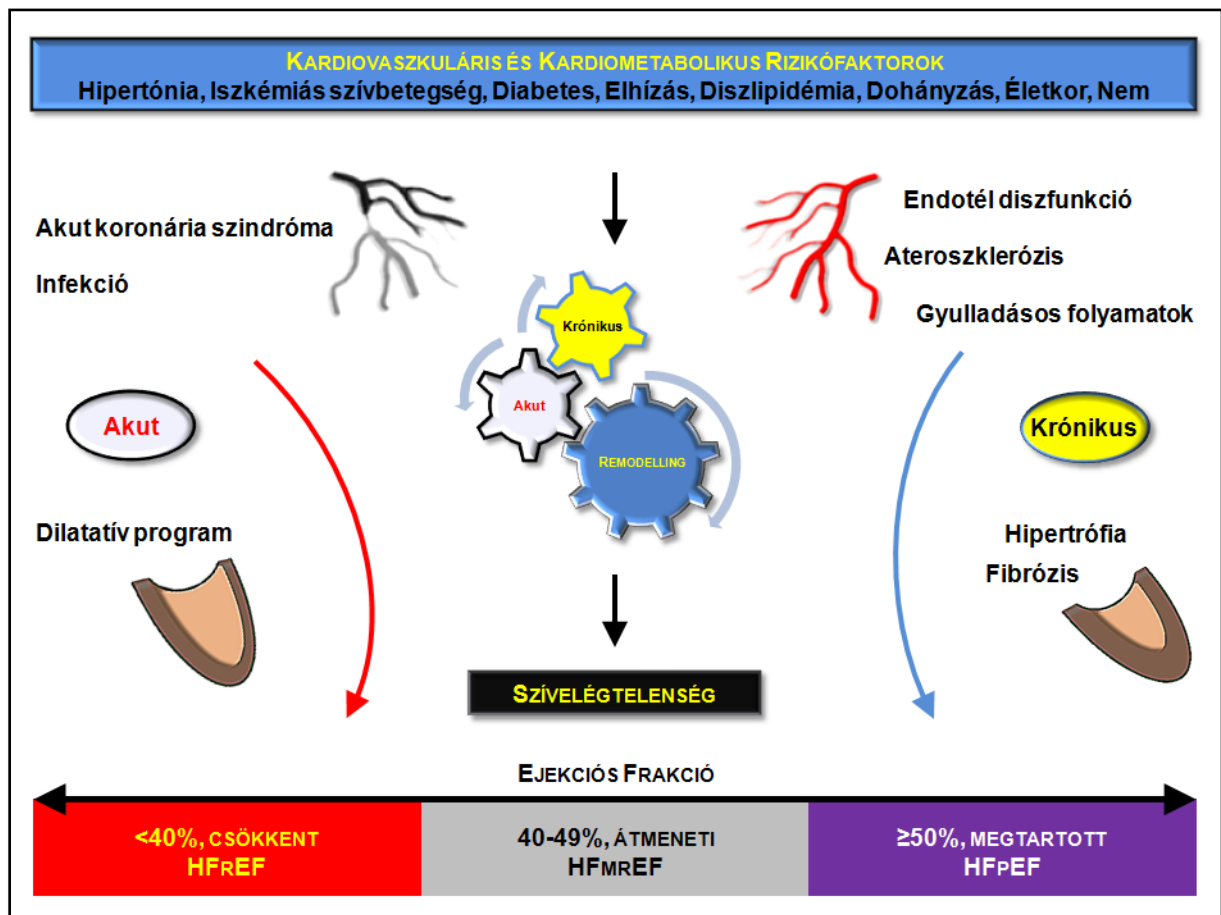 KARDIOVASZKULÁRIS ÉS KARDIOMETABOLIKUS RIZIKÓFAKTOROK
Hipertónia, Iszkémiás szívbetegség, Diabetes, Elhízás, Diszlipidémia, Dohányzás, Életkor, Nem
Akut koronária szindróma
Infekció
Endotél diszfunkció
Ateroszklerózis
Gyulladásos folyamatok
Krónikus
Akut
REMODELLING
Akut
Krónikus
Dilatatív program
Hipertrófia
Fibrózis
SZÍVELÉGTELENSÉG
EJEKCIÓS FRAKCIÓ
<40%, CSÖKKENT
HFREF
40-49%, ÁTMENETI
HFMREF
≥50%, MEGTARTOTT
HFPEF